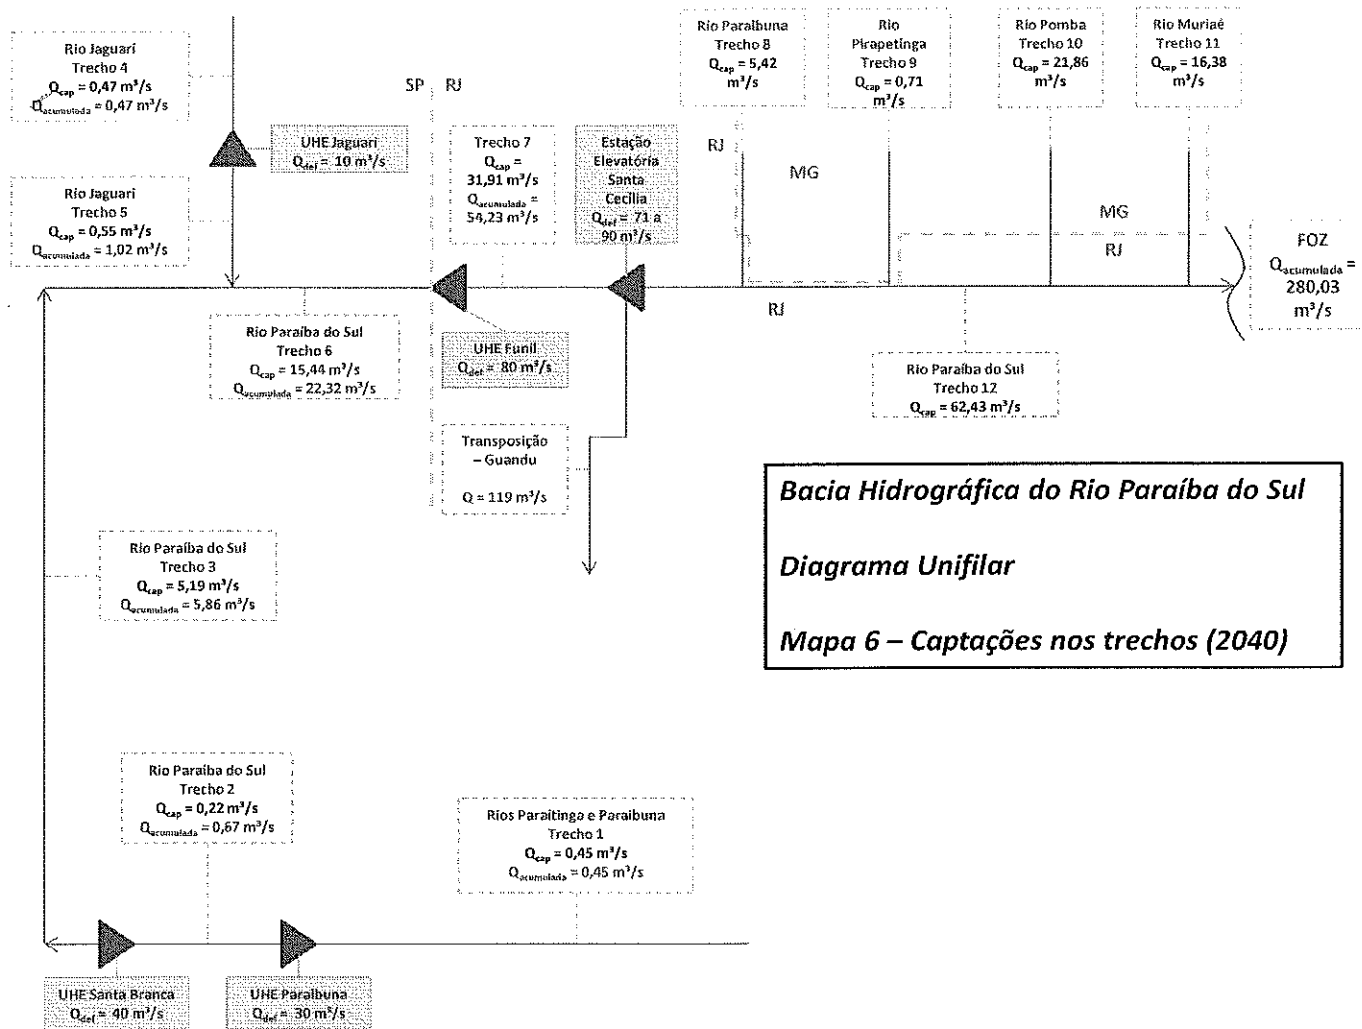 Rio Jaguari
Trecho 4
Qcap = 0,47 m³/s
Qacumulada = 0,47 m³/s
UHE Jaguari
Qdef = 10 m³/s
Rio Jaguari
Trecho 5
Qcap = 0,55 m³/s
Qacumulada = 1,02 m³/s
SP
RJ
Trecho 7
Qcap =
31,91 m³/s
Qacumulada =
54,23 m³/s
Estação
Elevatória
Santa
Cecília
Qdef = 71 a
90 m³/s
Rio Paraibuna
Trecho 8
Qcap = 5,42
m³/s
Rio
Pirapetinga
Trecho 9
Qcap = 0,71
m³/s
Rio Pomba
Trecho 10
Qcap = 21,86
m³/s
Rio Muriaé
Trecho 11
Qcap = 16,38
m³/s
RJ
MG
MG
RJ
RJ
FOZ
Qacumulada =
280,03
m³/s
Rio Paraíba do Sul
Trecho 6
Qcap = 15,44 m³/s
Qacumulada = 22,32 m³/s
UHE Funil
Qdef = 80 m³/s
Rio Paraíba do Sul
Trecho 12
Qcap = 62,43 m³/s
Transposição
– Guandu
Q = 119 m³/s
Bacia Hidrográfica do Rio Paraíba do Sul
Diagrama Unifilar
Mapa 6 – Captações nos trechos (2040)
Rio Paraíba do Sul
Trecho 3
Qcap = 5,19 m³/s
Qacumulada = 5,86 m³/s
Rio Paraíba do Sul
Trecho 2
Qcap = 0,22 m³/s
Qacumulada = 0,67 m³/s
Rios Paraitinga e Paraibuna
Trecho 1
Qcap = 0,45 m³/s
Qacumulada = 0,45 m³/s
UHE Santa Branca
Qdef = 40 m³/s
UHE Paraibuna
Qdef = 30 m³/s